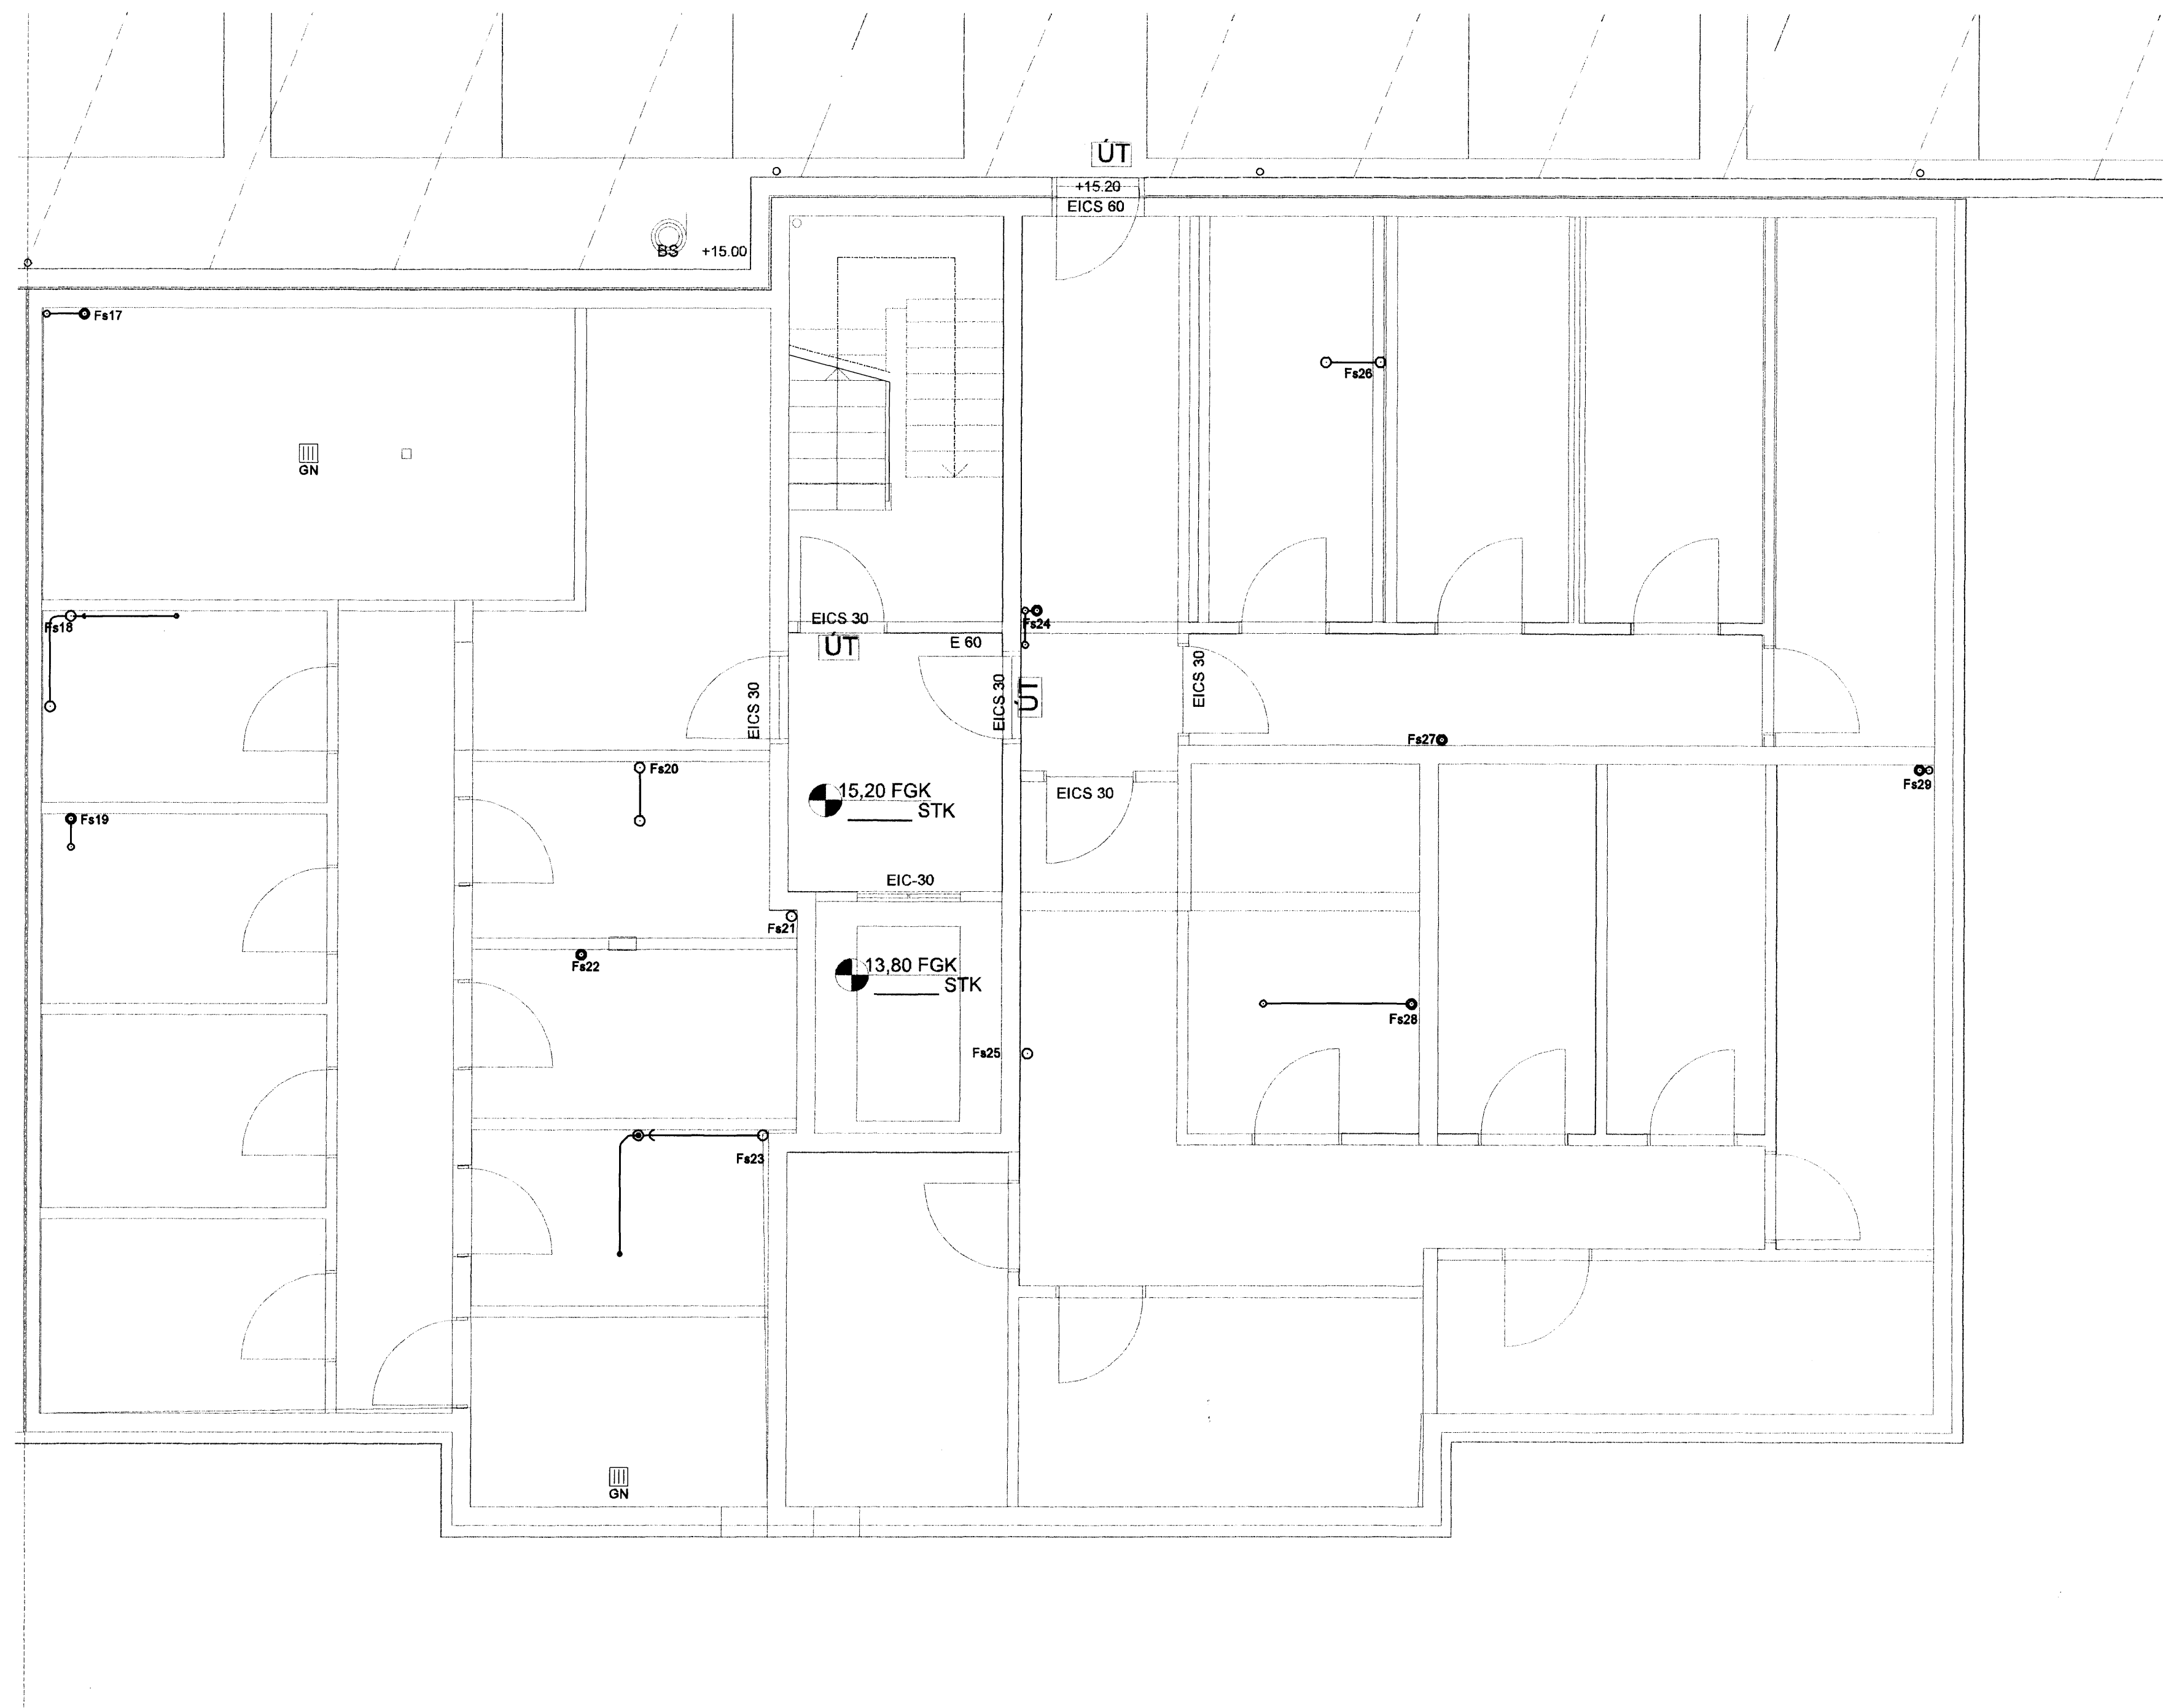 ÚT
+15.20
EICS 60
BS
+15.00
Fs17
Fs26
GN
EICS 30
ÚT
E 60
Fs24
Fs18
EICS 30
EICS 30
ÚT
EICS 30
Fs27
Fs20
Fs29
15,20 FGK
STK
EICS 30
Fs19
EIC-30
Fs21
Fs22
13,80 FGK
STK
Fs28
Fs25
Fs23
GN